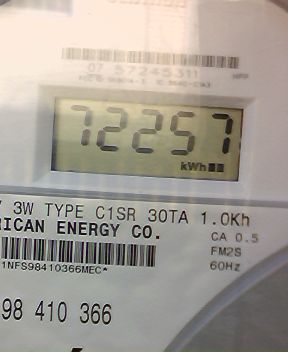 07 57245311
72257
kWh
3W TYPE C1SR 30TA 1.0Kh
RICAN ENERGY CO.
CA 0.5
FM2S
1NFS98410366MEC*
60Hz
98 410 366